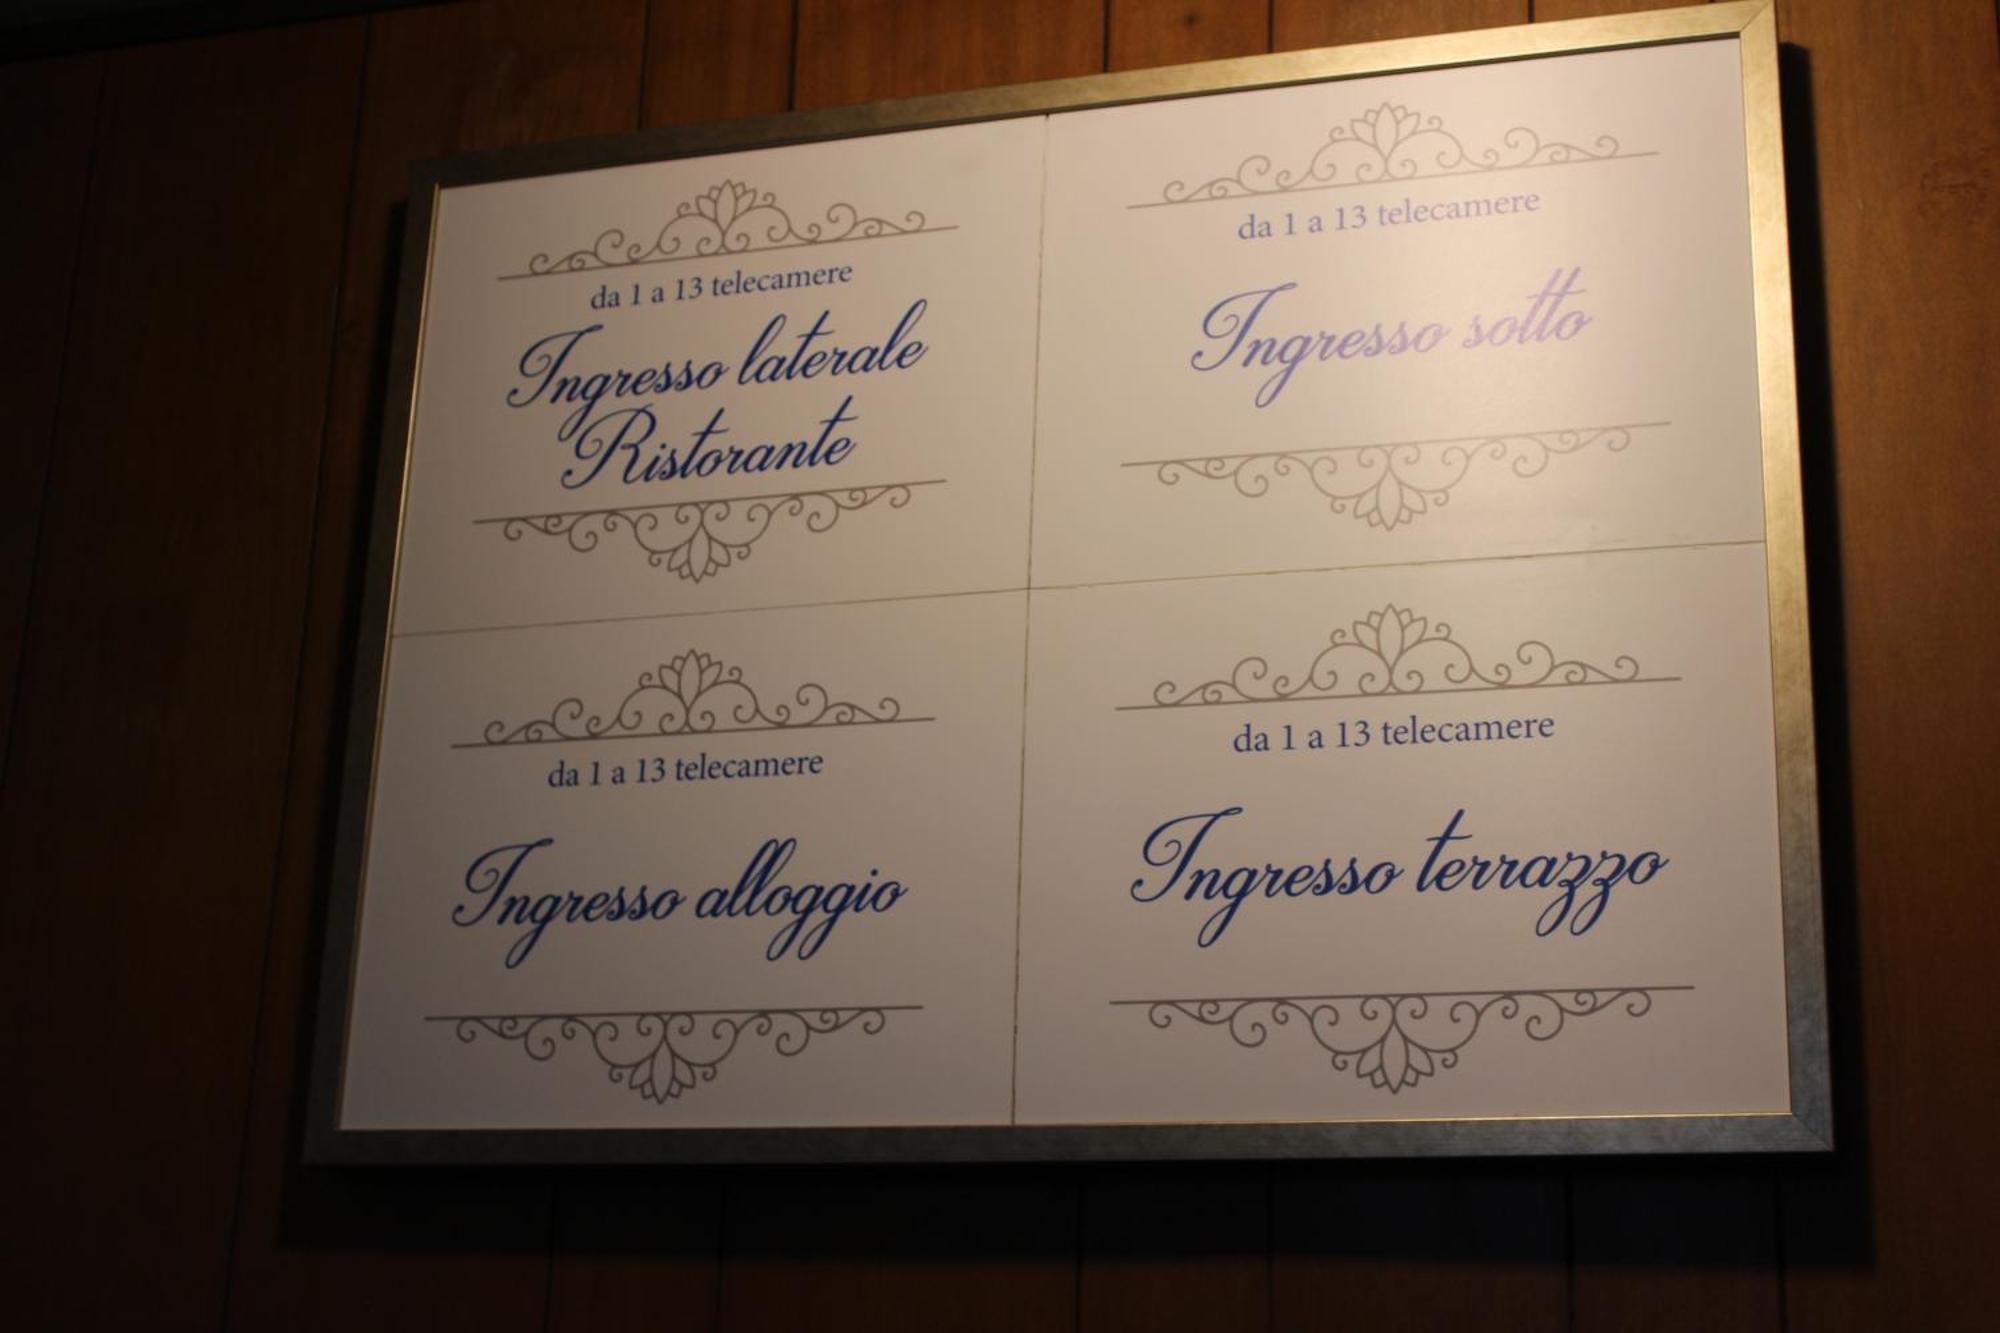 da 1 a 13 telecamere
Ingresso laterale
Ristorante
da 1 a 13 telecamere
Ingresso sotto
da 1 a 13 telecamere
Ingresso alloggio
da 1 a 13 telecamere
Ingresso terrazzo